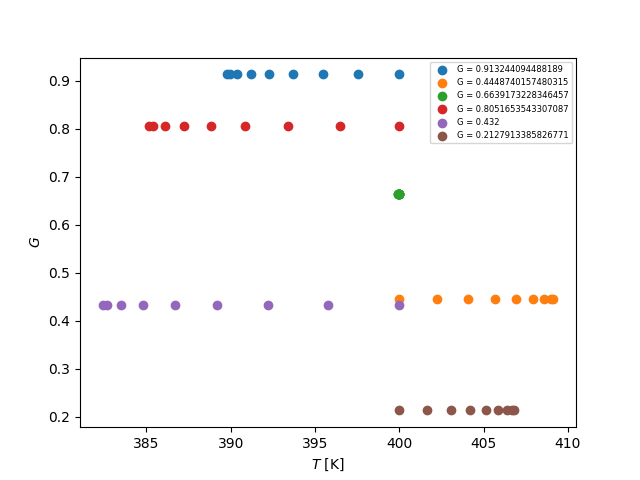 G = 0.913244094488189
G = 0.4448740157480315
G = 0.6639173228346457
G = 0.8051653543307087
G = 0.432
G = 0.2127913385826771
0.9
0.8
0.7
0.6
0.5
0.4
0.3
0.2
G
385
390
395
400
405
410
T [K]